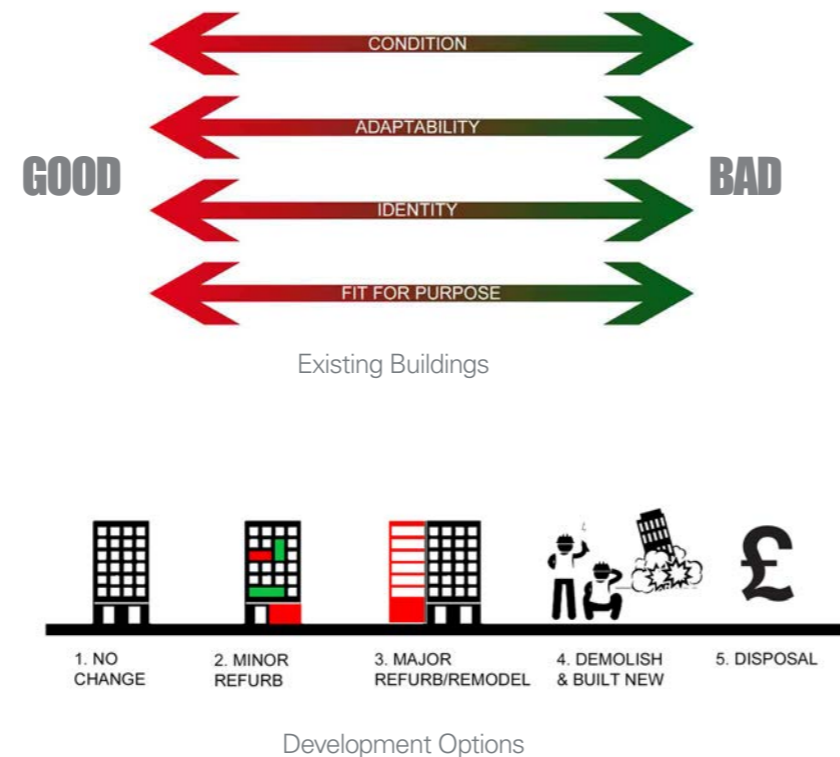 CONDITION
ADAPTABILITY
GOOD
BAD
IDENTITY
FIT FOR PURPOSE
Existing Buildings
£
1. NO
CHANGE
2. MINOR
REFURB
3. MAJOR
REFURB/REMODEL
4. DEMOLISH
& BUILT NEW
5. DISPOSAL
Development Options